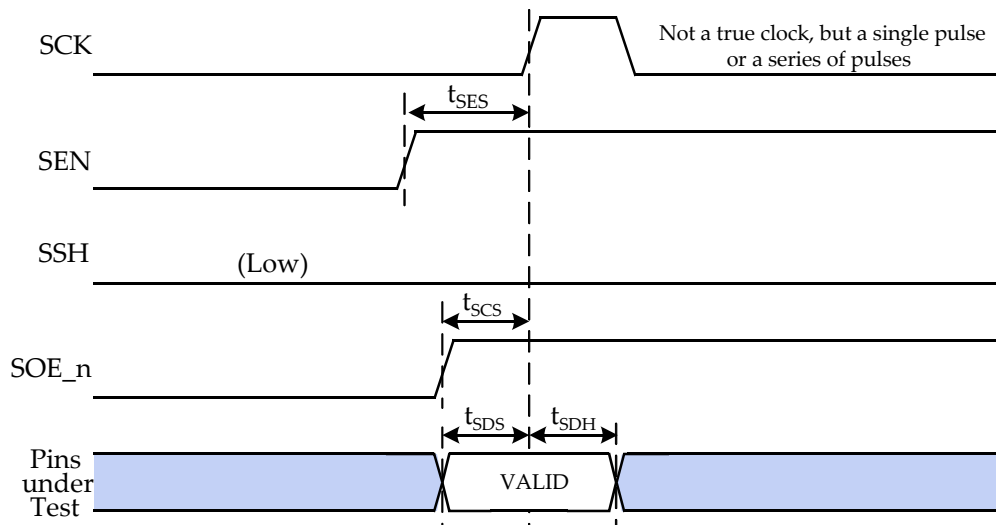 SCK
Not a true clock, but a single pulse
or a series of pulses
tSES
SEN
SSH
(Low)
tSCS
SOE_n
tSDS
tSDH
Pins
under
Test
VALID